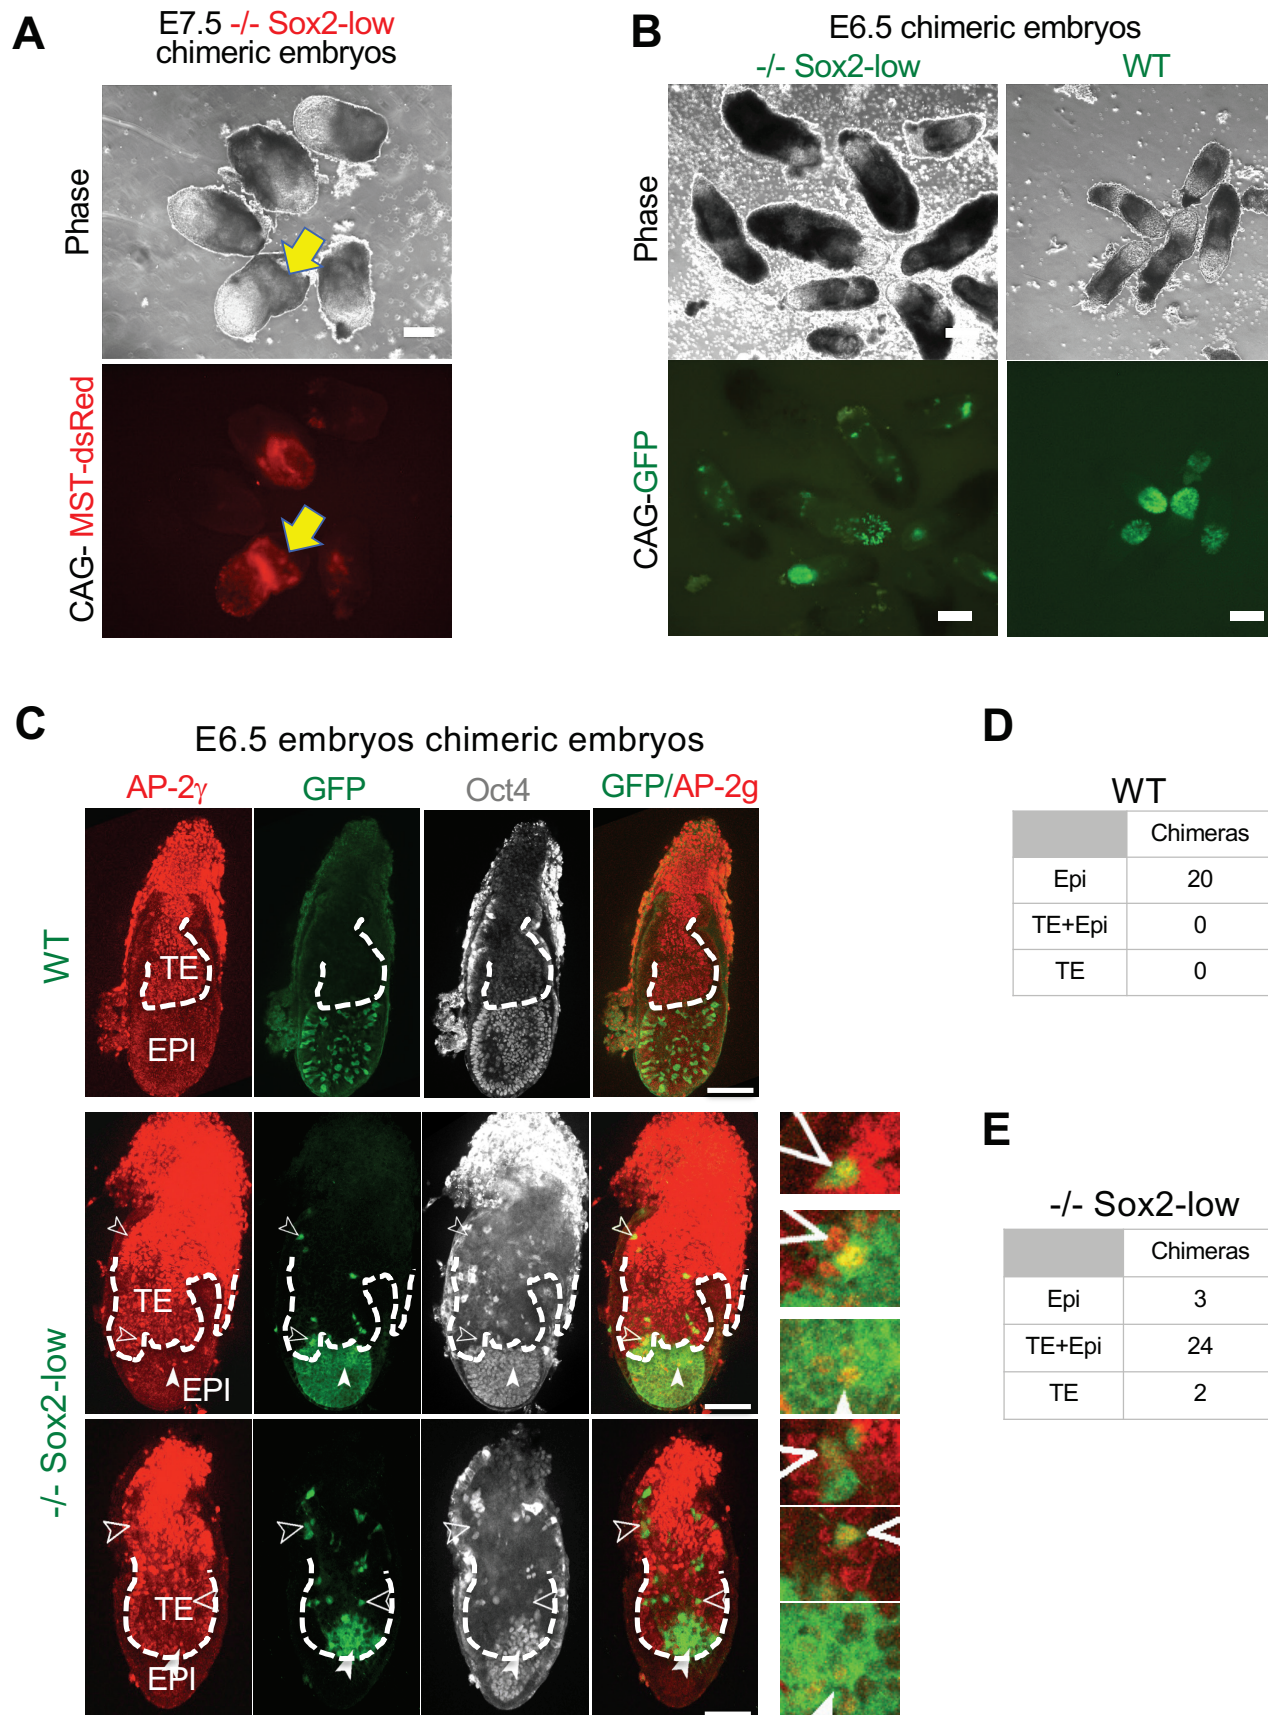 A
E7.5 -/- Sox2-low
chimeric embryos
Phase
CAG- MST-dsRed
B
E6.5 chimeric embryos
-/- Sox2-low WT
Phase
CAG-GFP
C
E6.5 embryos chimeric embryos
AP-2γ GFP Oct4 GFP/AP-2g
WT
TE
EPI
-/- Sox2-low
TE
EPI
TE
EPI
D
WT
Chimeras
Epi 20
TE+Epi 0
TE 0
E
-/- Sox2-low
Chimeras
Epi 3
TE+Epi 24
TE 2